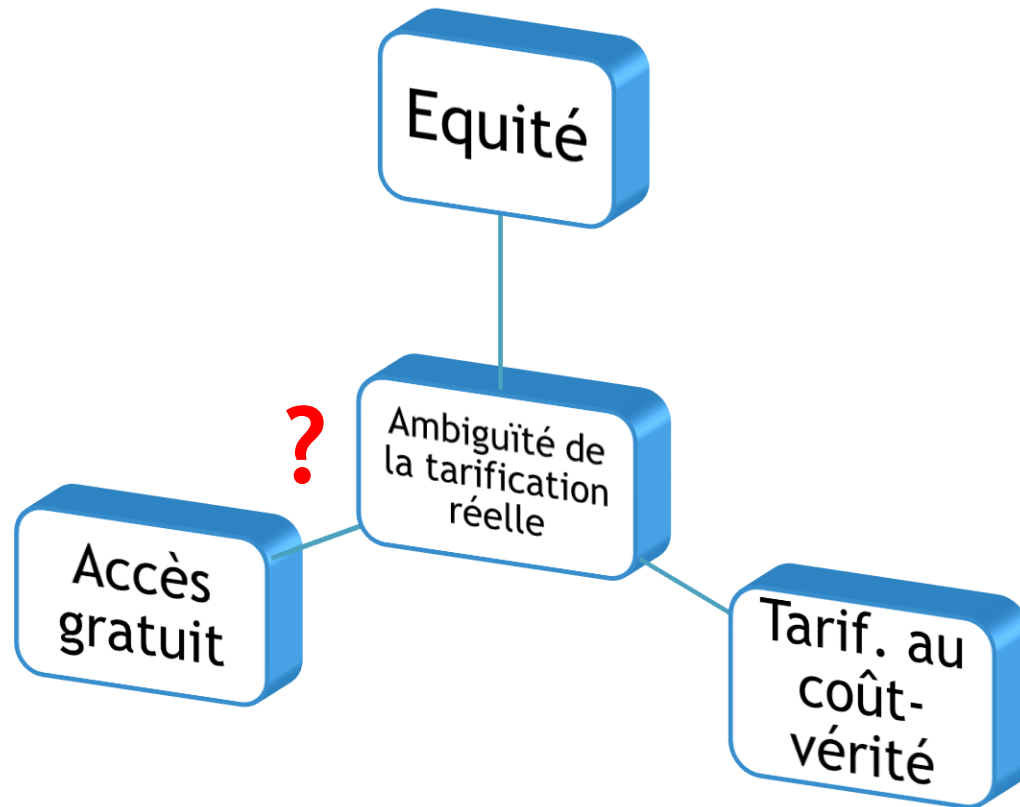 Equité
Ambiguïté de
la tarification
réelle
?
Accès
gratuit
Tarif. au
coût-
vérité